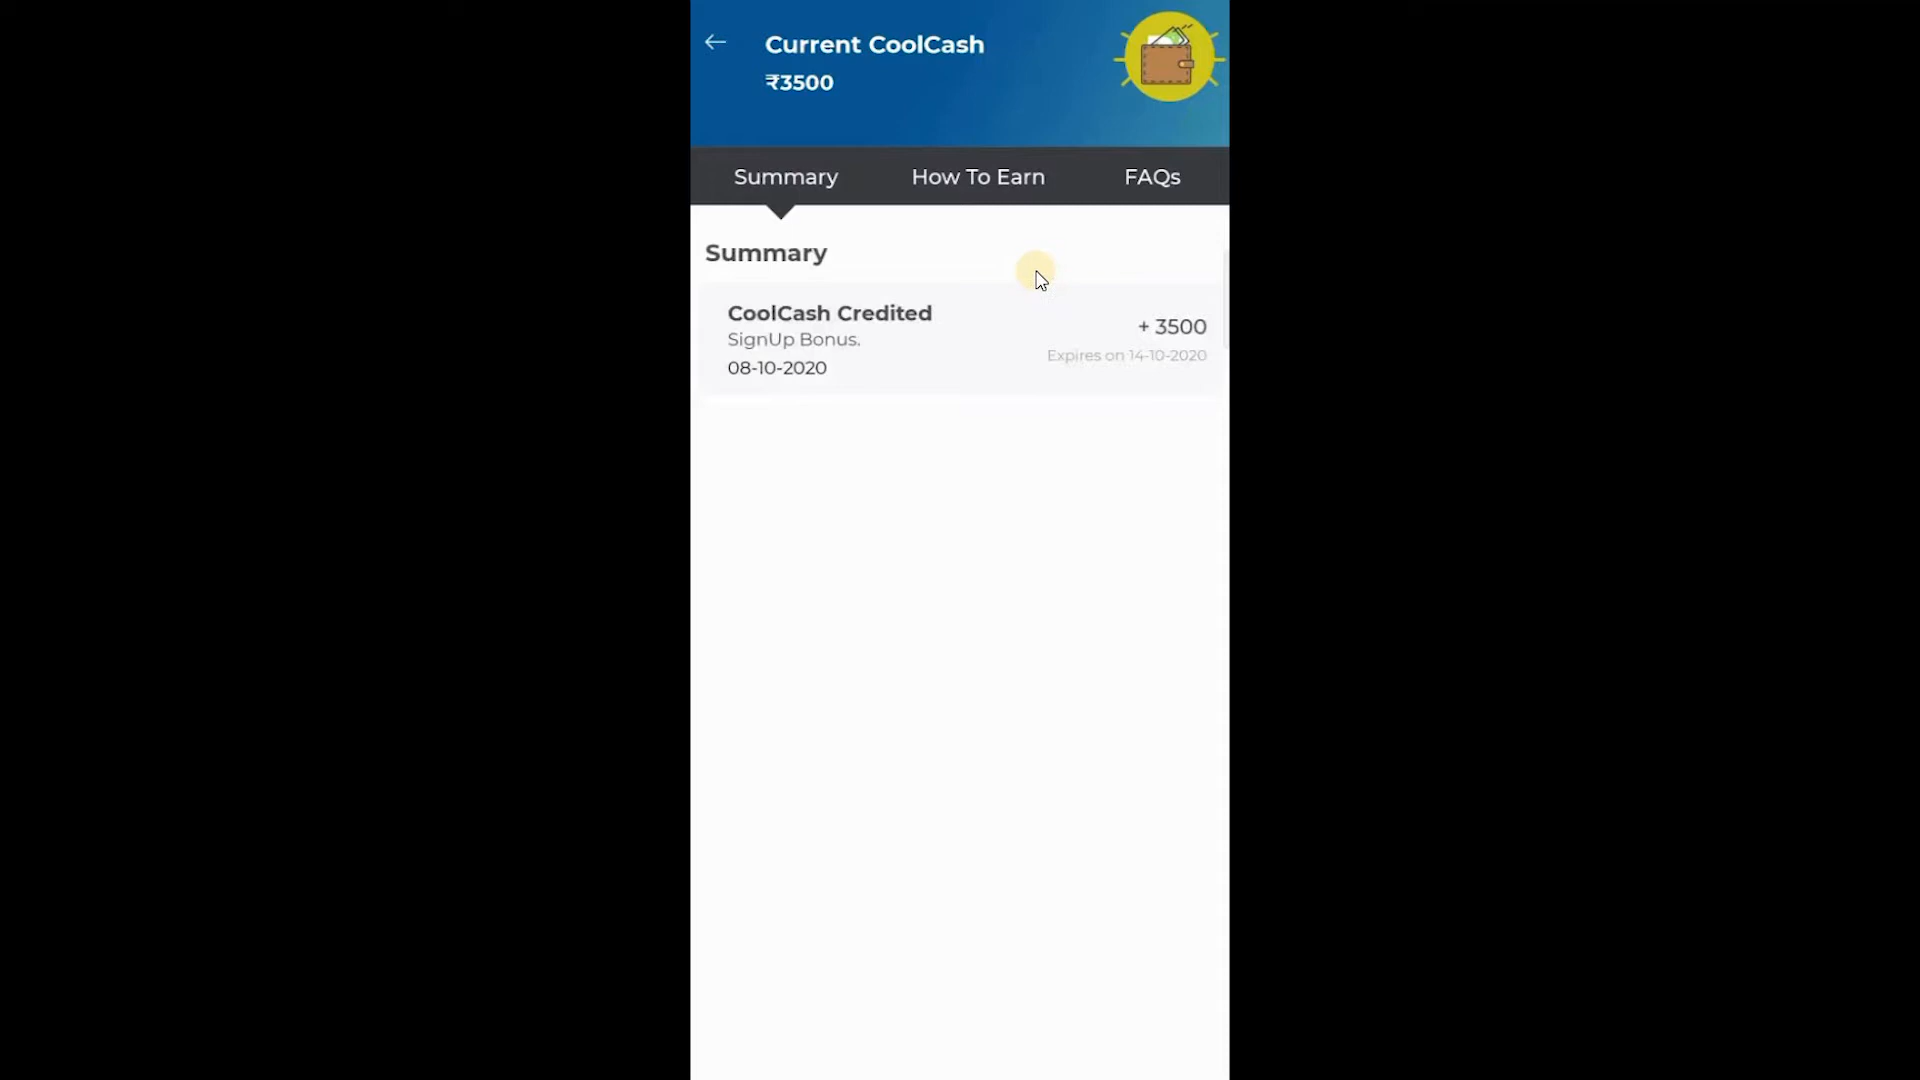 Current CoolCash
₹3500
Summary How To Earn FAQs
Summary
CoolCash Credited
+ 3500
SignUp Bonus.
Expires on 14-10-2020
08-10-2020